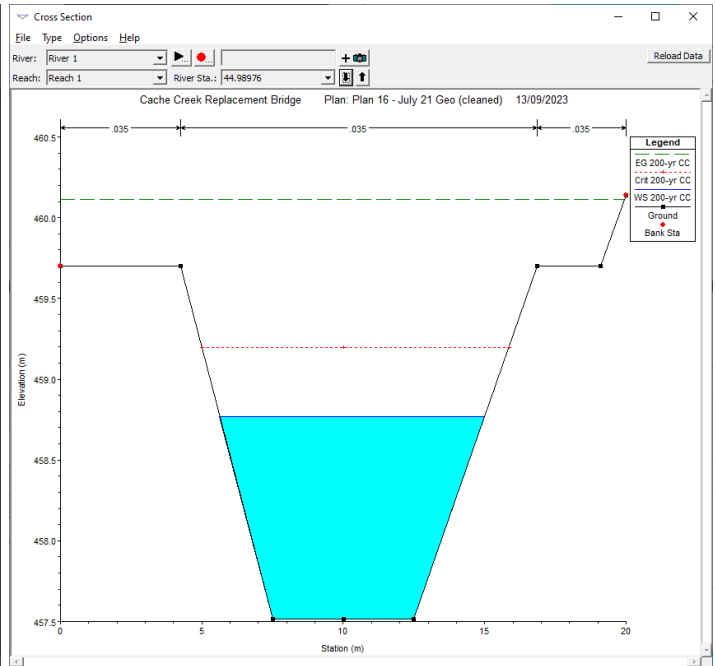 Cross Section
File Type Options Help
River: River 1 Reload Data
Reach: Reach 1 River Sta.: 44.98976
Cache Creek Replacement Bridge Plan: Plan 16 - July 21 Geo (cleaned) 13/09/2023
.035 .035 .035
Legend
EG 200-yr CC
Crit 200-yr CC
WS 200-yr CC
Ground
Bank Sta
460.5
460.0
459.5
459.0
458.5
458.0
457.5
Elevation (m)
0 5 10 15 20
Station (m)